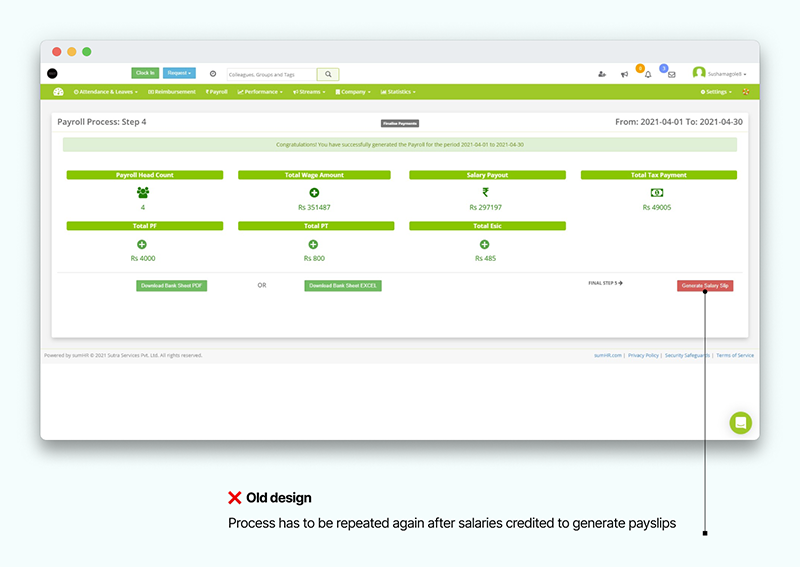 Clock In
Request
Colleagues, Groups and Tags
8
5
Sushamagole8
Attendance & Leaves
Reimbursement
₹ Payroll
Performance
Streams
Company
Statistics
Settings
Payroll Process: Step 4
Finalise Payments
From: 2021-04-01 To: 2021-04-30
Congratulations! You have successfully generated the Payroll for the period 2021-04-01 to 2021-04-30
Payroll Head Count
Total Wage Amount
Salary Payout
Total Tax Payment
₹
4
Rs 351487
Rs 297197
Rs 49005
Total PF
Total PT
Total Esic
Rs 4000
Rs 800
Rs 485
Download Bank Sheet PDF
OR
Download Bank Sheet EXCEL
FINAL STEP 5
Generate Salary Slip
Powered by sumHR © 2021 Sutra Services Pvt. Ltd. All rights reserved.
sumHR.com | Privacy Policy | Security Safeguards | Terms of Service
Old design
Process has to be repeated again after salaries credited to generate payslips